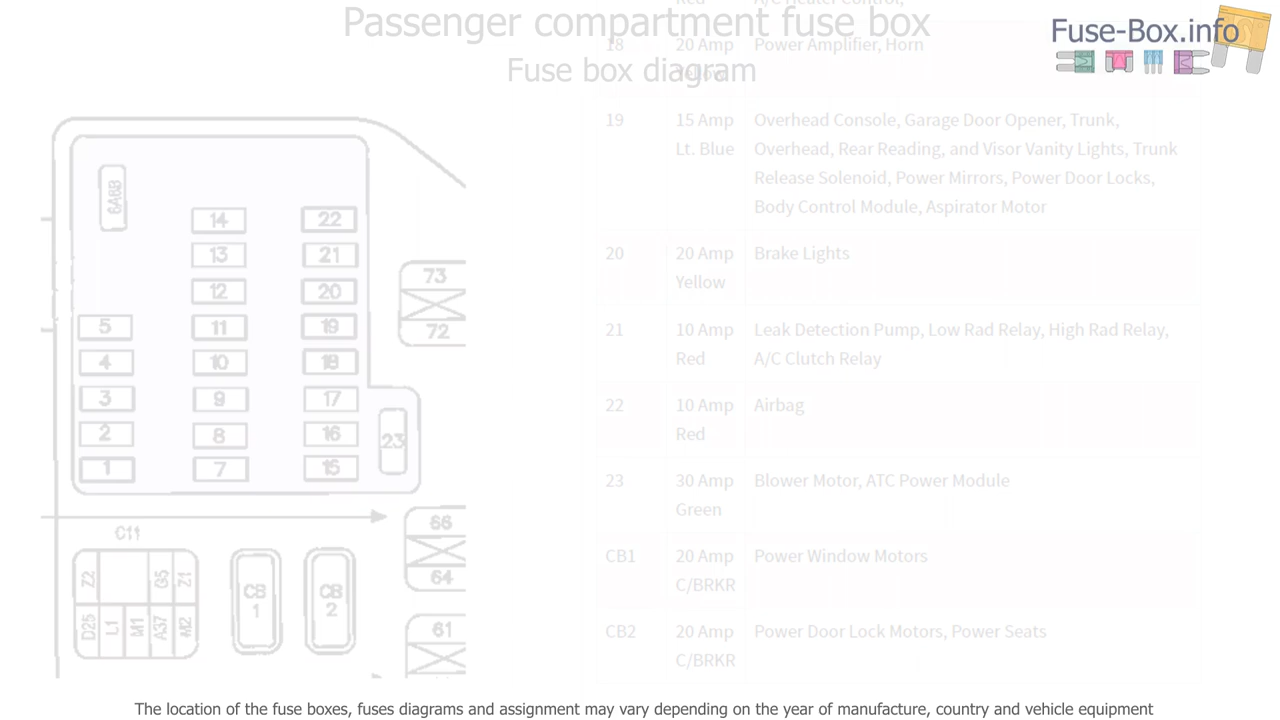 Passenger compartment fuse box
Fuse box diagram
Fuse-Box.info
Red A/C Heater Control,
18 20 Amp Power Amplifier, Horn
Yellow
19 15 Amp Overhead Console, Garage Door Opener, Trunk,
Lt. Blue Overhead, Rear Reading, and Visor Vanity Lights, Trunk
Release Solenoid, Power Mirrors, Power Door Locks,
Body Control Module, Aspirator Motor
20 20 Amp Brake Lights
Yellow
21 10 Amp Leak Detection Pump, Low Rad Relay, High Rad Relay,
Red A/C Clutch Relay
22 10 Amp Airbag
Red
23 30 Amp Blower Motor, ATC Power Module
Green
CB1 20 Amp Power Window Motors
C/BRKR
CB2 20 Amp Power Door Lock Motors, Power Seats
C/BRKR
6A6B
14 22
13 21
12 20
5 11 19
4 10 18
3 9 17
2 8 16
1 7 15
23
73
72
66
64
61
C11
Z2 G5 Z1
D25 L1 M1 A37 M2
CB
1
CB
2
The location of the fuse boxes, fuses diagrams and assignment may vary depending on the year of manufacture, country and vehicle equipment